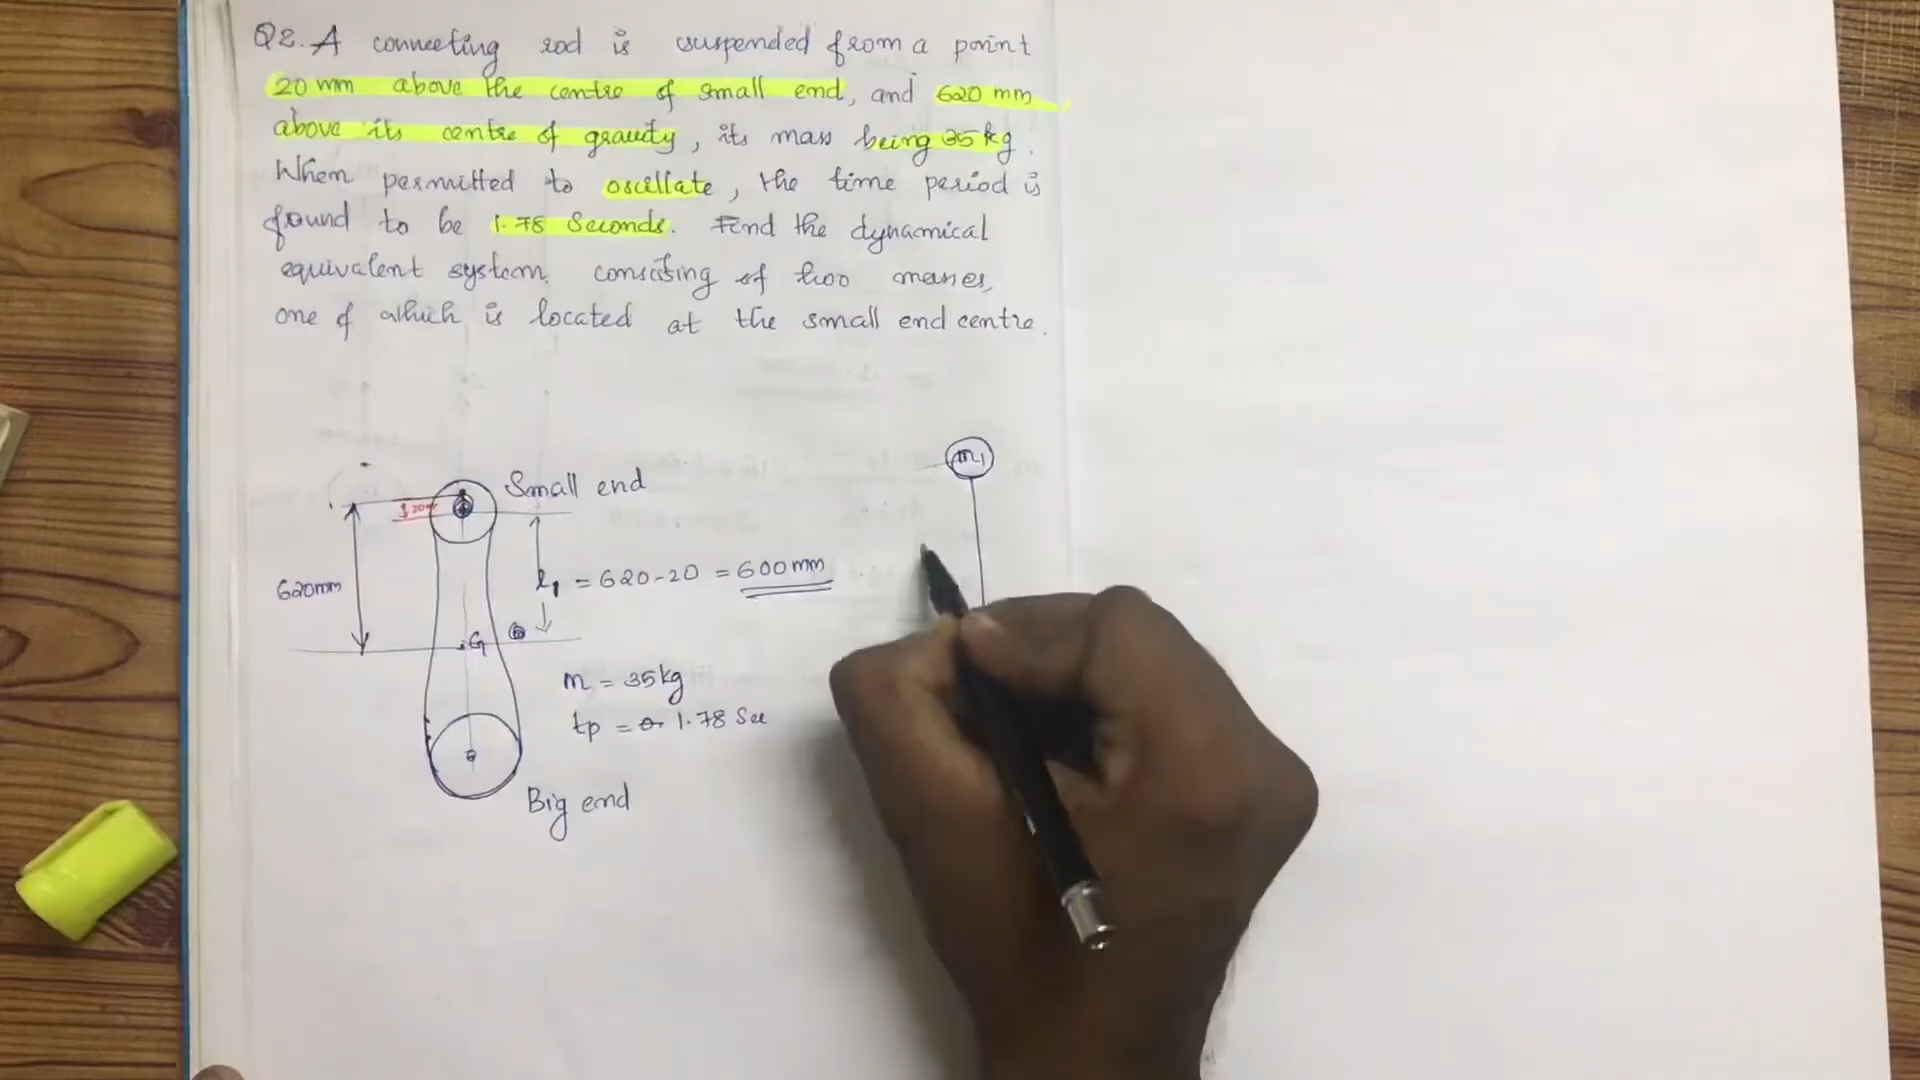 Q2. A connecting rod is suspended from a point
20 mm above the centre of small end, and 620 mm
above its centre of gravity, its mass being 35 kg.
When permitted to oscillate, the time period is
found to be 1.78 Seconds. Find the dynamical
equivalent system consisting of two masses,
one of which is located at the small end centre.
m1
Small end
20m
620mm
l1 = 620-20 = 600mm
G
m = 35kg
tp = 1.78 Sec
Big end